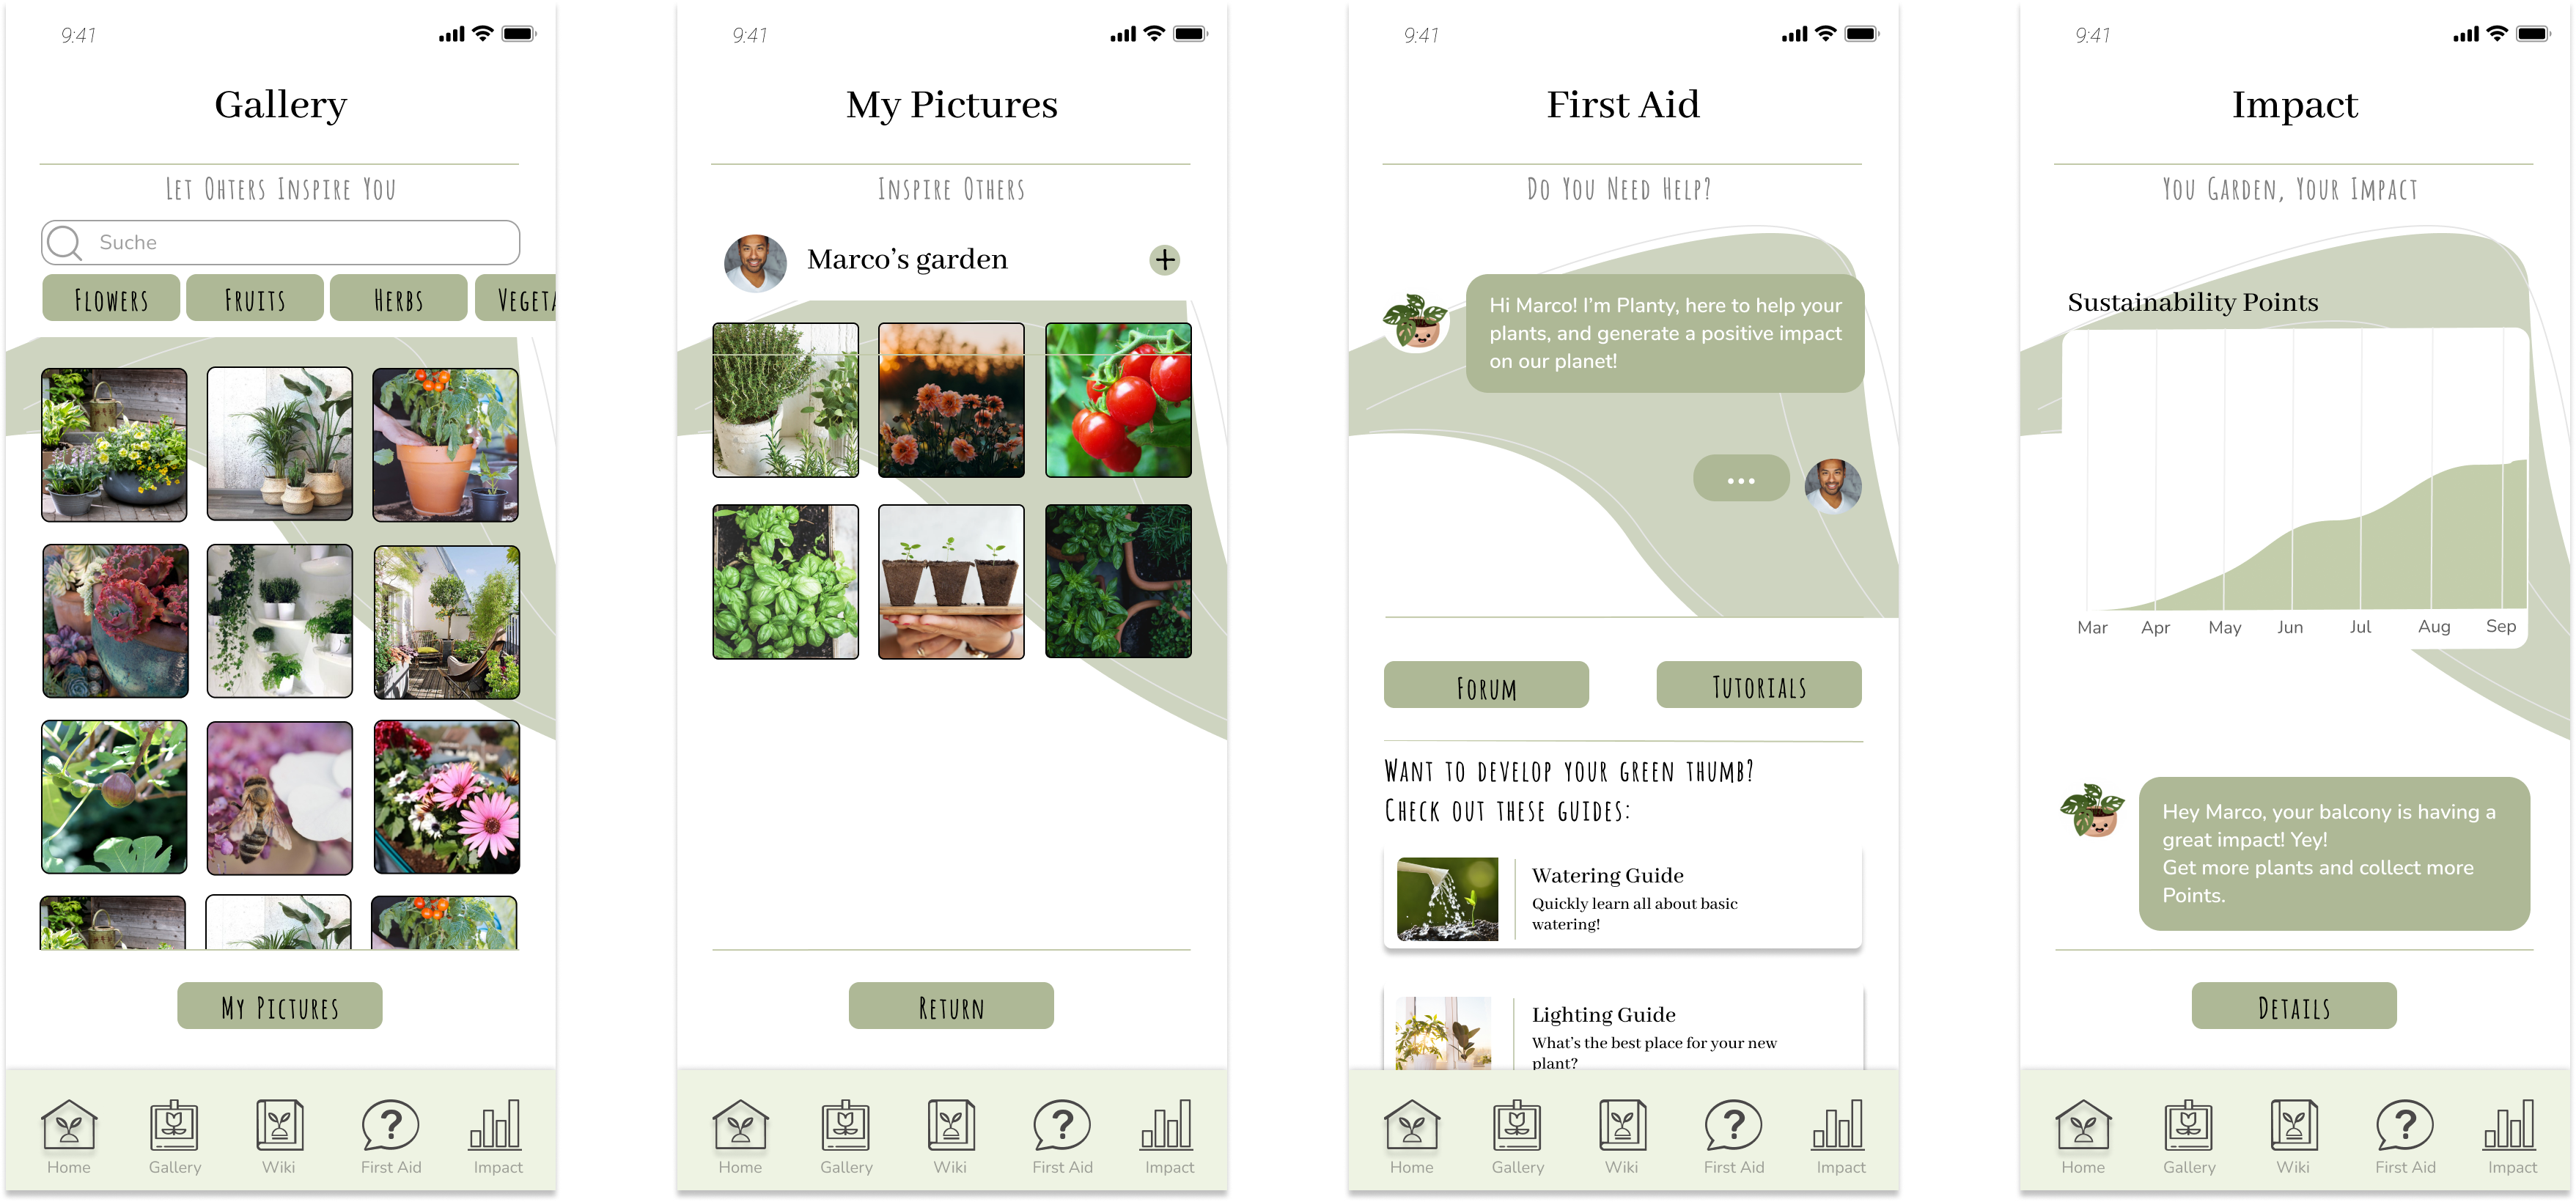 9:41
Gallery
Let Ohters Inspire You
Suche
Flowers Fruits Herbs Vegeta
My Pictures
Home Gallery Wiki First Aid Impact
9:41
My Pictures
Inspire Others
Marco's garden
Return
Home Gallery Wiki First Aid Impact
9:41
First Aid
Do You Need Help?
Hi Marco! I'm Planty, here to help your
plants, and generate a positive impact
on our planet!
...
Forum Tutorials
Want to develop your green thumb?
Check out these guides:
Watering Guide
Quickly learn all about basic
watering!
Lighting Guide
What's the best place for your new
plant?
Home Gallery Wiki First Aid Impact
9:41
Impact
You Garden, Your Impact
Sustainability Points
Mar Apr May Jun Jul Aug Sep
Hey Marco, your balcony is having a
great impact! Yey!
Get more plants and collect more
Points.
Details
Home Gallery Wiki First Aid Impact